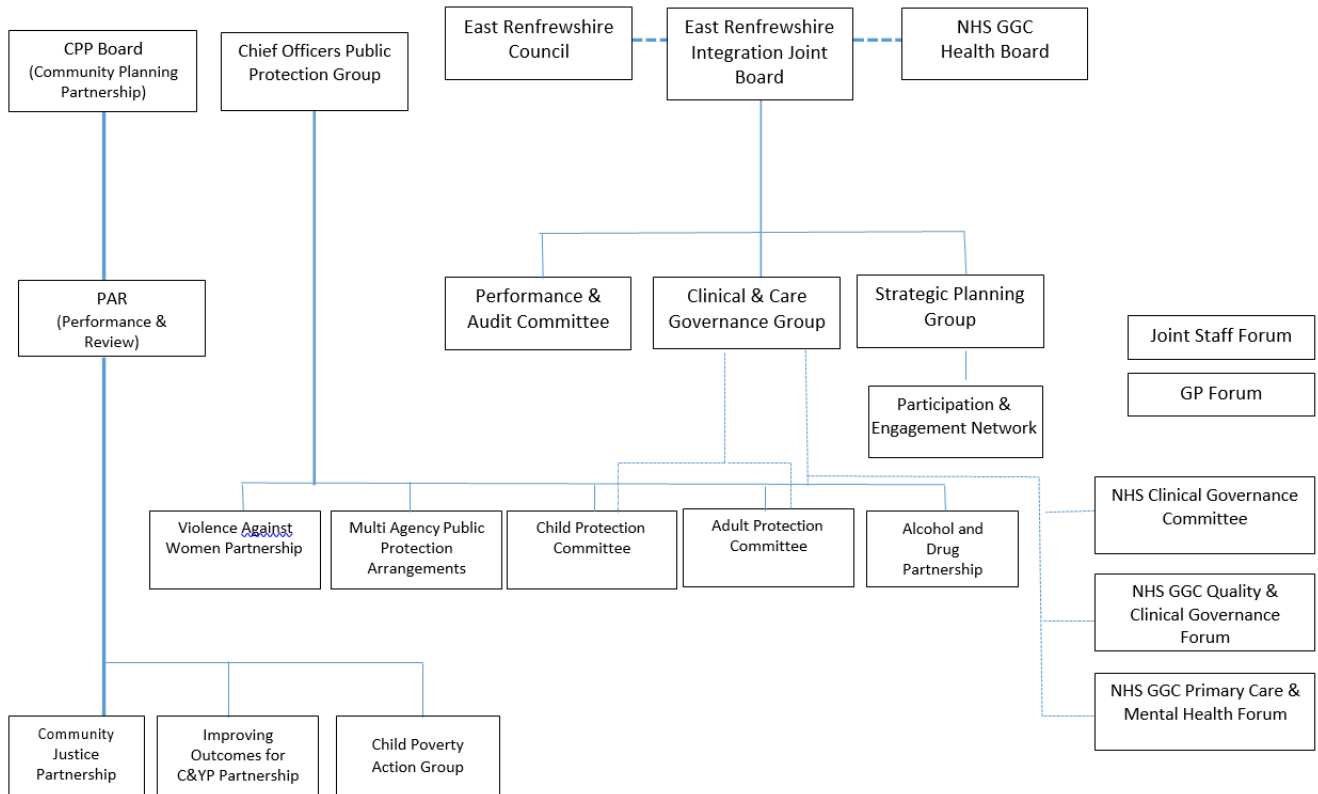 CPP Board
(Community Planning
Partnership)
Chief Officers Public
Protection Group
East Renfrewshire
Council
East Renfrewshire
Integration Joint
Board
NHS GGC
Health Board
PAR
(Performance &
Review)
Performance &
Audit Committee
Clinical & Care
Governance Group
Strategic Planning
Group
Joint Staff Forum
GP Forum
Participation &
Engagement Network
Violence Against
Women Partnership
Multi Agency Public
Protection
Arrangements
Child Protection
Committee
Adult Protection
Committee
Alcohol and
Drug
Partnership
NHS Clinical Governance
Committee
NHS GGC Quality &
Clinical Governance
Forum
NHS GGC Primary Care &
Mental Health Forum
Community
Justice
Partnership
Improving
Outcomes for
C&YP Partnership
Child Poverty
Action Group